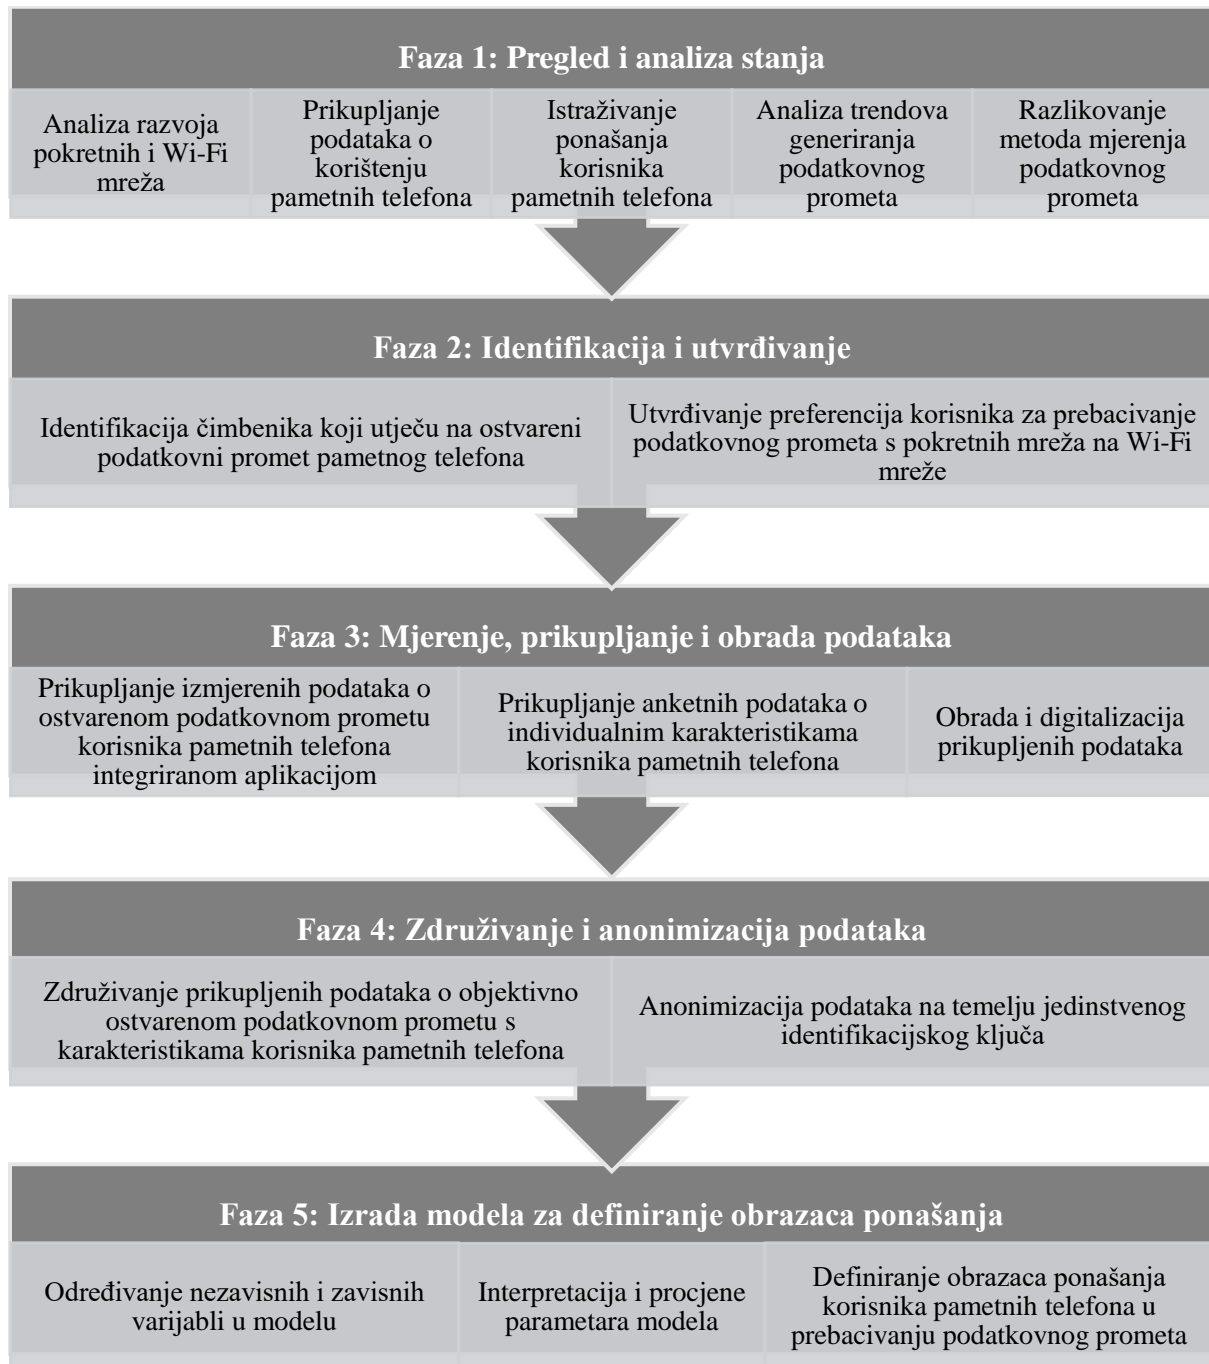 Faza 1: Pregled i analiza stanja
Analiza razvoja
pokretnih i Wi-Fi
mreža
Prikupljanje
podataka o
korištenju
pametnih telefona
Istraživanje
ponašanja
korisnika
pametnih telefona
Analiza trendova
generiranja
podatkovnog
prometa
Razlikovanje
metoda mjerenja
podatkovnog
prometa
Faza 2: Identifikacija i utvrđivanje
Identifikacija čimbenika koji utječu na ostvareni
podatkovni promet pametnog telefona
Utvrđivanje preferencija korisnika za prebacivanje
podatkovnog prometa s pokretnih mreža na Wi-Fi
mreže
Faza 3: Mjerenje, prikupljanje i obrada podataka
Prikupljanje izmjerenih podataka o
ostvarenom podatkovnom prometu
korisnika pametnih telefona
integriranom aplikacijom
Prikupljanje anketnih podataka o
individualnim karakteristikama
korisnika pametnih telefona
Obrada i digitalizacija
prikupljenih podataka
Faza 4: Združivanje i anonimizacija podataka
Združivanje prikupljenih podataka o objektivno
ostvarenom podatkovnom prometu s
karakteristikama korisnika pametnih telefona
Anonimizacija podataka na temelju jedinstvenog
identifikacijskog ključa
Faza 5: Izrada modela za definiranje obrazaca ponašanja
Određivanje nezavisnih i zavisnih
varijabli u modelu
Interpretacija i procjene
parametara modela
Definiranje obrazaca ponašanja
korisnika pametnih telefona u
prebacivanju podatkovnog prometa